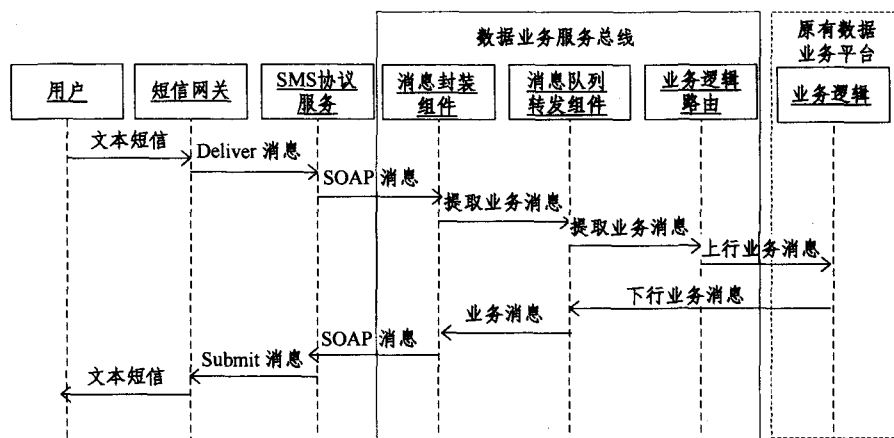 数据业务服务总线
原有数据
业务平台
用户
短信网关
SMS协议
服务
消息封装
组件
消息队列
转发组件
业务逻辑
路由
业务逻辑
文本短信
Deliver 消息
SOAP 消息
提取业务消息
提取业务消息
上行业务消息
下行业务消息
业务消息
SOAP 消息
Submit 消息
文本短信